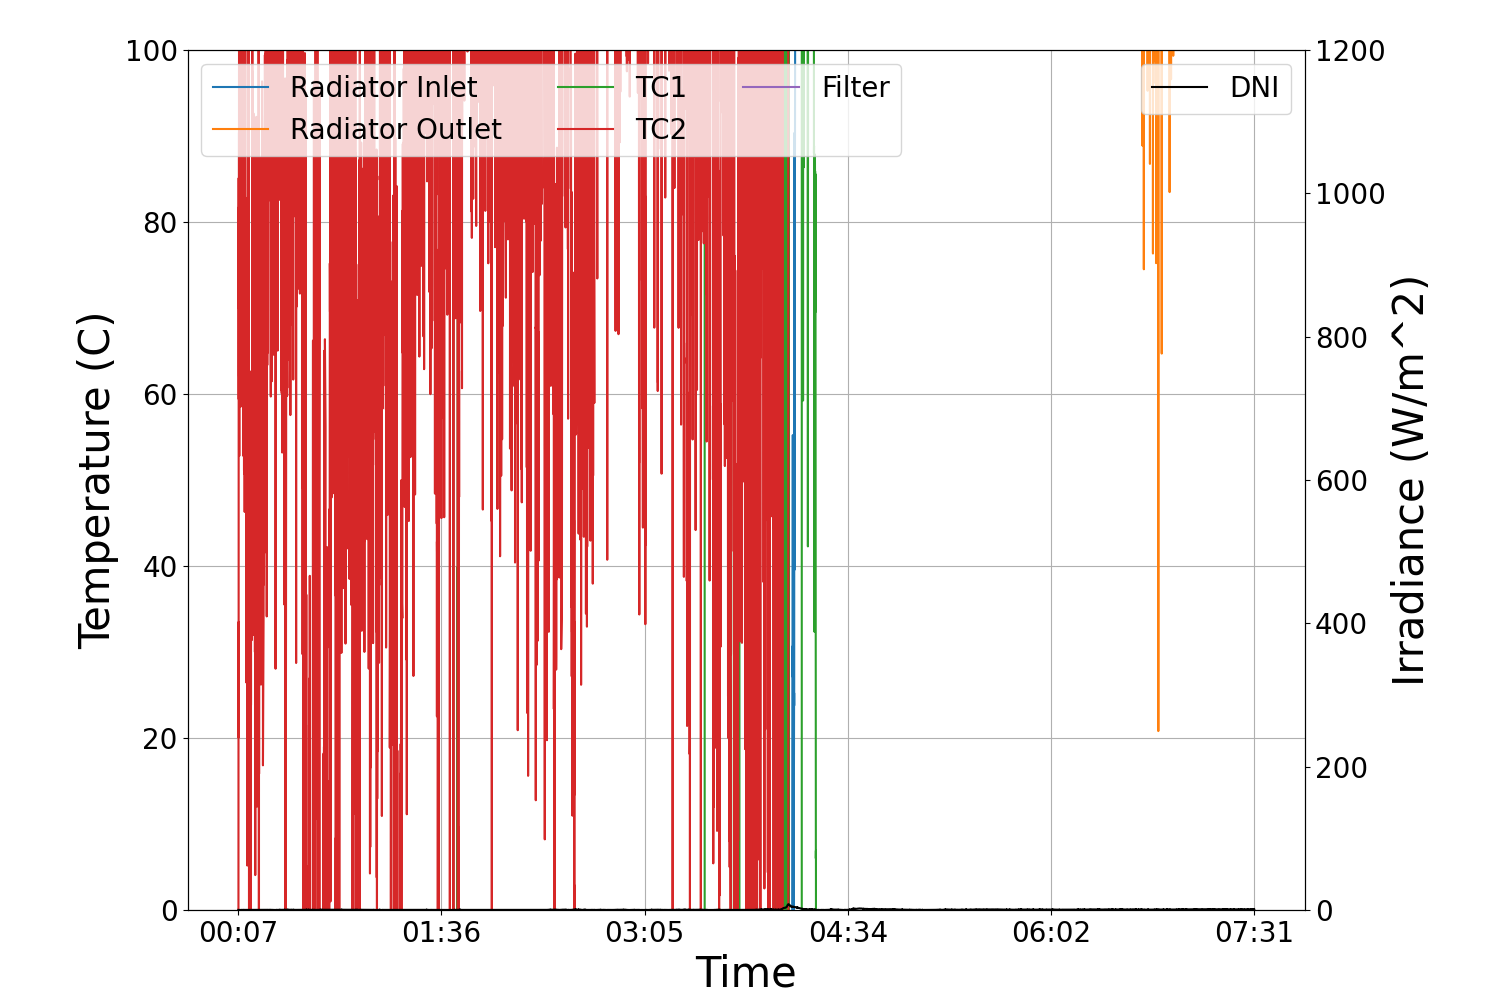 100
80
60
40
20
0
Temperature (C)
Radiator Inlet
Radiator Outlet
TC1
TC2
Filter
DNI
1200
1000
800
600
400
200
0
Irradiance (W/m^2)
00:07
01:36
03:05
04:34
06:02
07:31
Time